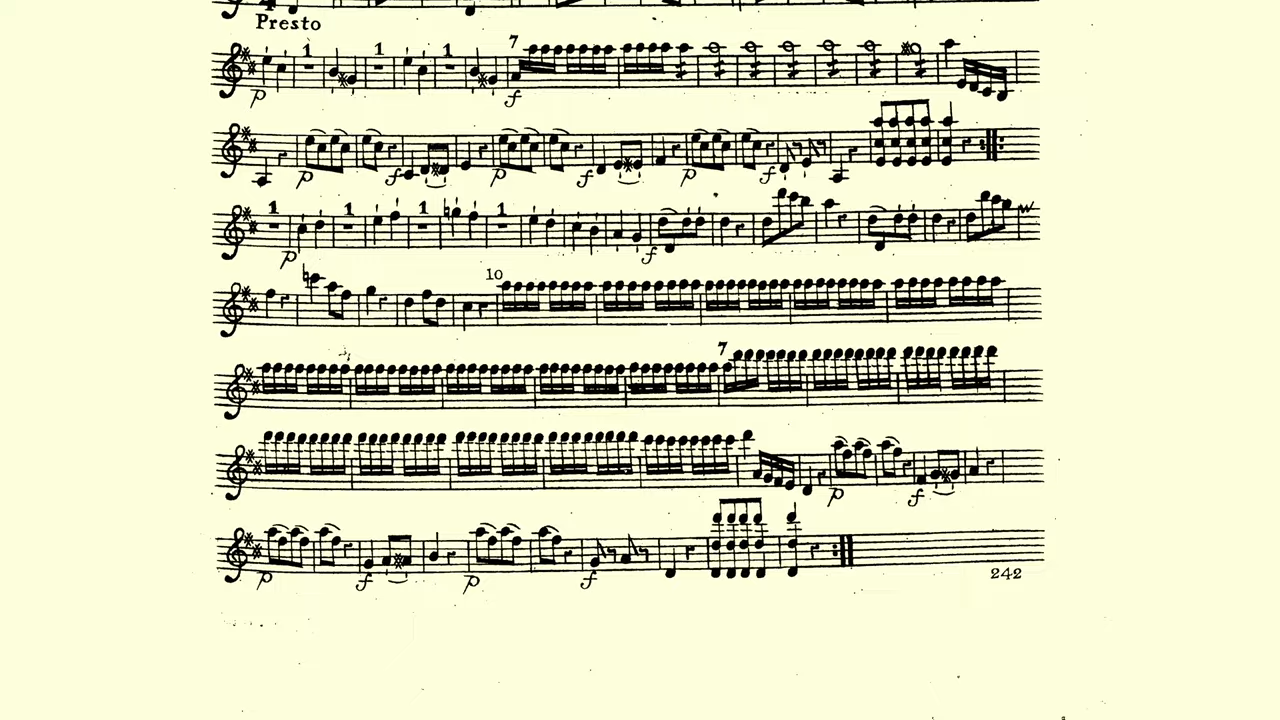 Presto
1 1 1 7
p f
p f p f p f
1 1 1 1
p f
10
7
p f
p f p f
242